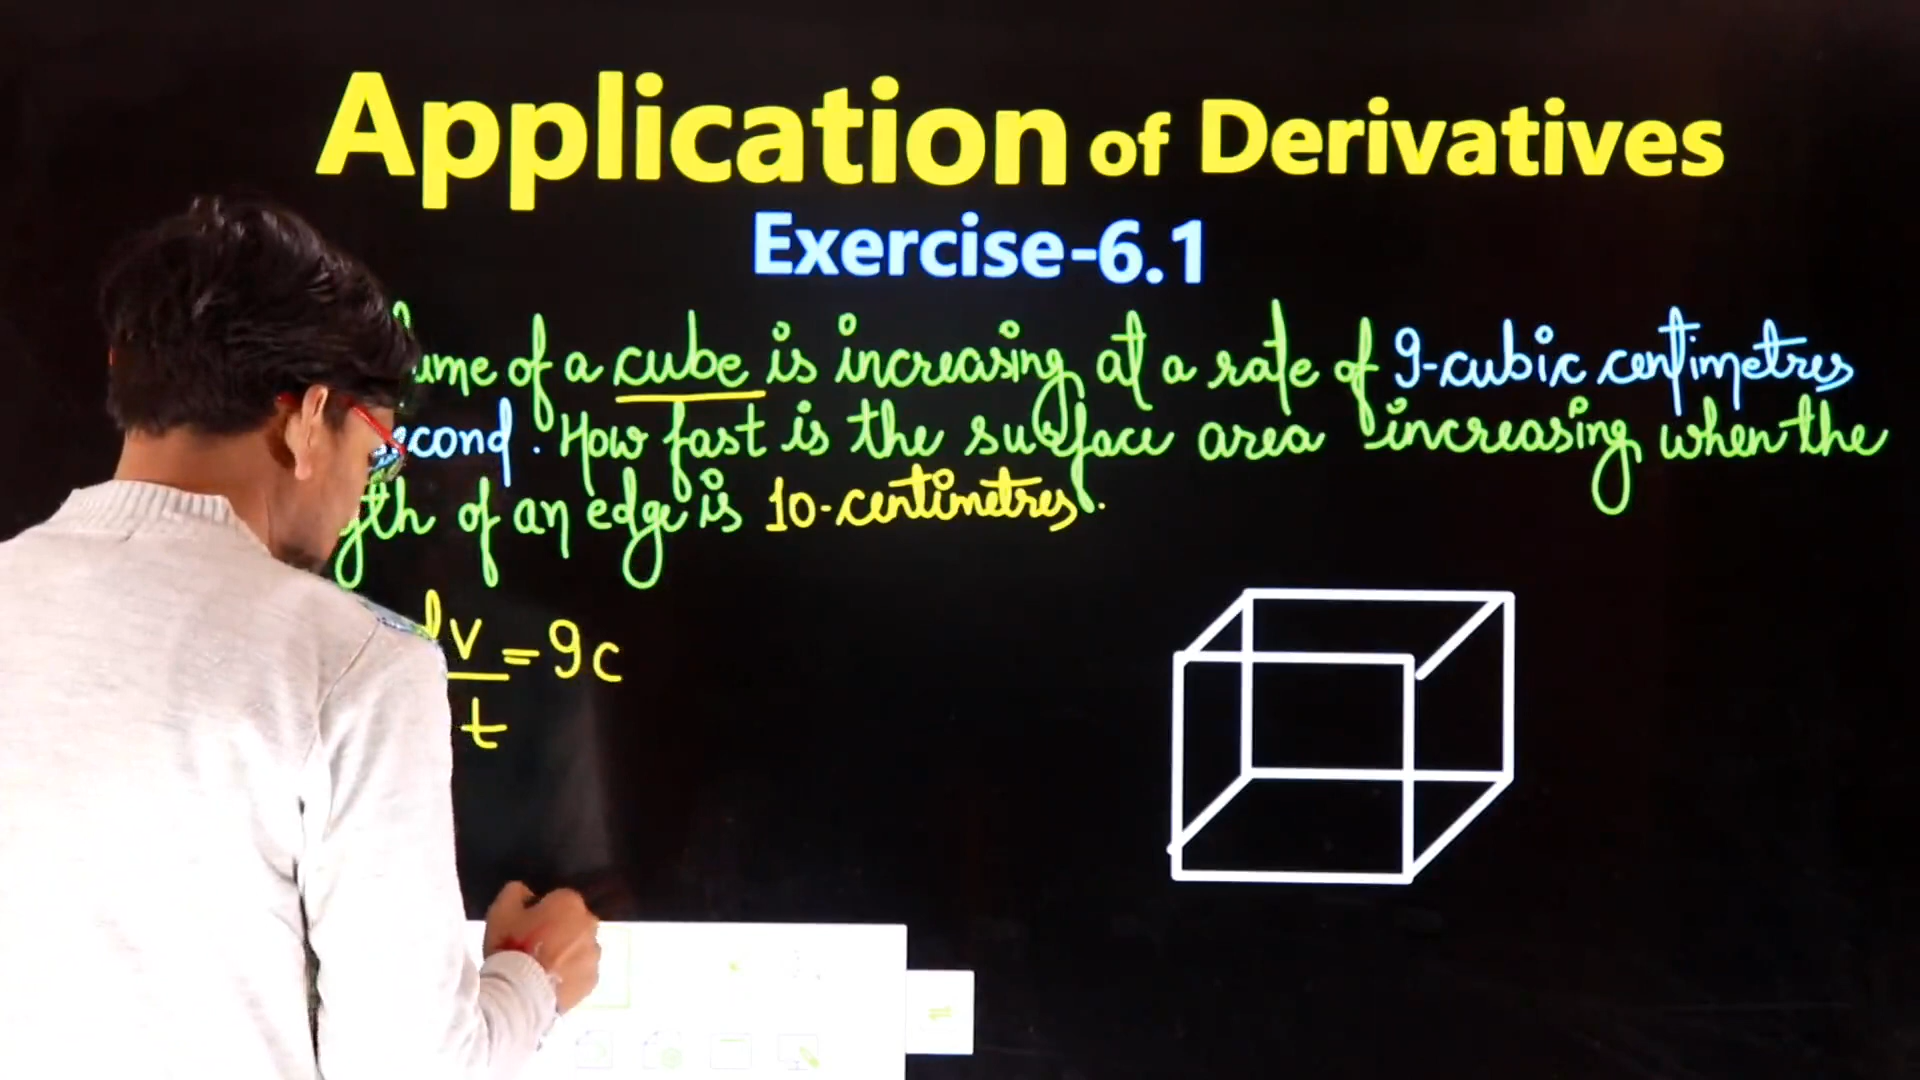 Application of Derivatives
Exercise-6.1
ume of a cube is increasing at a rate of 9-cubic centimetres
econd. How fast is the surface area increasing when the
gth of an edge is 10-centimetres.
dv = 9c
t